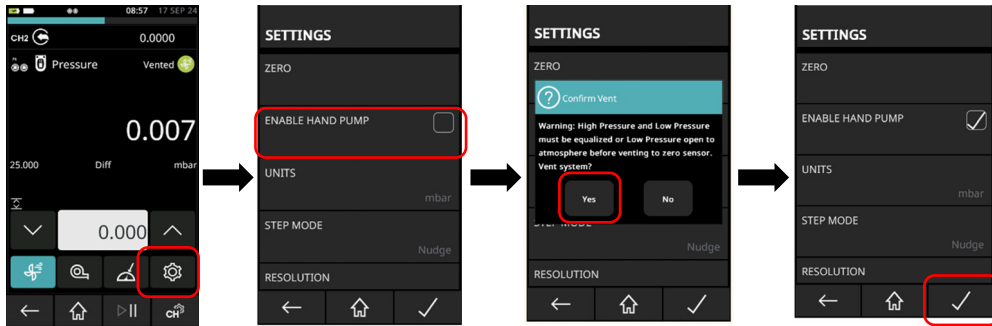 08:57 17 SEP 24
CH2 0.0000
Pressure Vented
0.007
25.000 Diff mbar
0.000
CH
SETTINGS
ZERO
ENABLE HAND PUMP
UNITS
mbar
STEP MODE
Nudge
RESOLUTION
SETTINGS
ZERO
Confirm Vent
Warning: High Pressure and Low Pressure
must be equalized or Low Pressure open to
atmosphere before venting to zero sensor.
Vent system?
Yes No
STEP MODE
Nudge
RESOLUTION
SETTINGS
ZERO
ENABLE HAND PUMP
UNITS
mbar
STEP MODE
Nudge
RESOLUTION